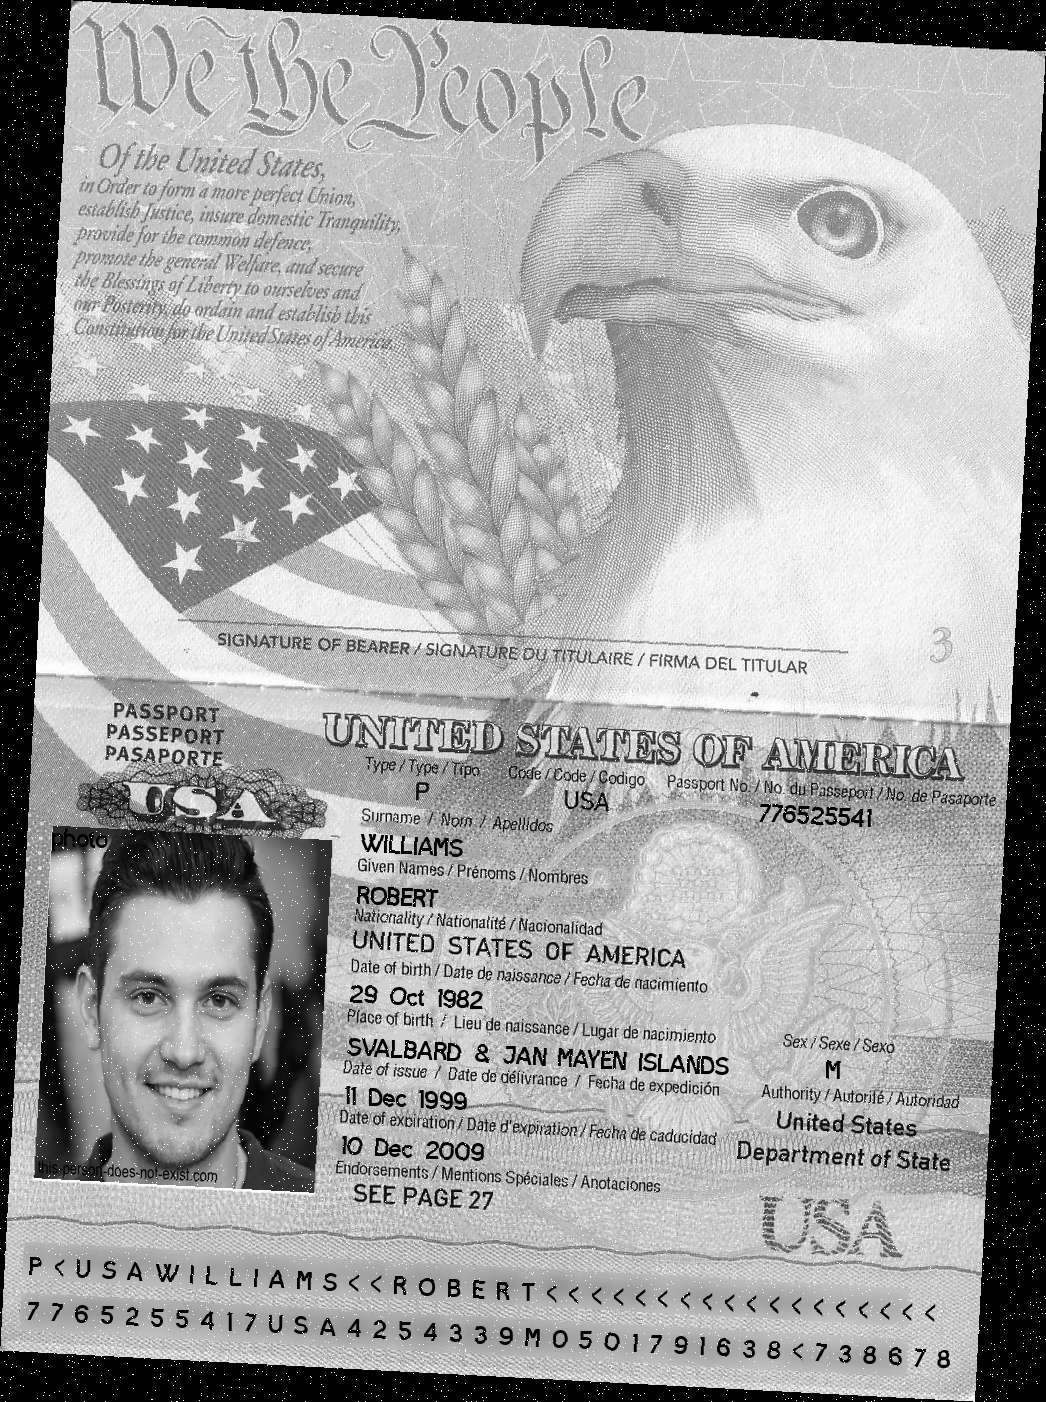 We the People
Of the United States,
in Order to form a more perfect Union,
establish Justice, insure domestic Tranquility,
provide for the common defence,
promote the general Welfare, and secure
the Blessings of Liberty to ourselves and
our Posterity, do ordain and establish this
Constitution for the United States of America.
SIGNATURE OF BEARER / SIGNATURE DU TITULAIRE / FIRMA DEL TITULAR
3
PASSPORT
PASSEPORT
PASAPORTE
USA
UNITED STATES OF AMERICA
Type / Type / Tipo Code / Code / Codigo Passport No. / No. du Passeport / No. de Pasaporte
P USA 776525541
Surname / Nom / Apellidos
WILLIAMS
Given Names / Prénoms / Nombres
ROBERT
Nationality / Nationalité / Nacionalidad
UNITED STATES OF AMERICA
Date of birth / Date de naissance / Fecha de nacimiento
29 Oct 1982
Place of birth / Lieu de naissance / Lugar de nacimiento
SVALBARD & JAN MAYEN ISLANDS
Date of issue / Date de délivrance / Fecha de expedición
11 Dec 1999
Date of expiration / Date d'expiration / Fecha de caducidad
10 Dec 2009
Endorsements / Mentions Spéciales / Anotaciones
SEE PAGE 27
Sex / Sexe / Sexo
M
Authority / Autorité / Autoridad
United States
Department of State
USA
photo
this-person-does-not-exist.com
P<USAWILLIAMS<<ROBERT<<<<<<<<<<<<<<<<<<
7765255417USA4254339M0501791638<738678